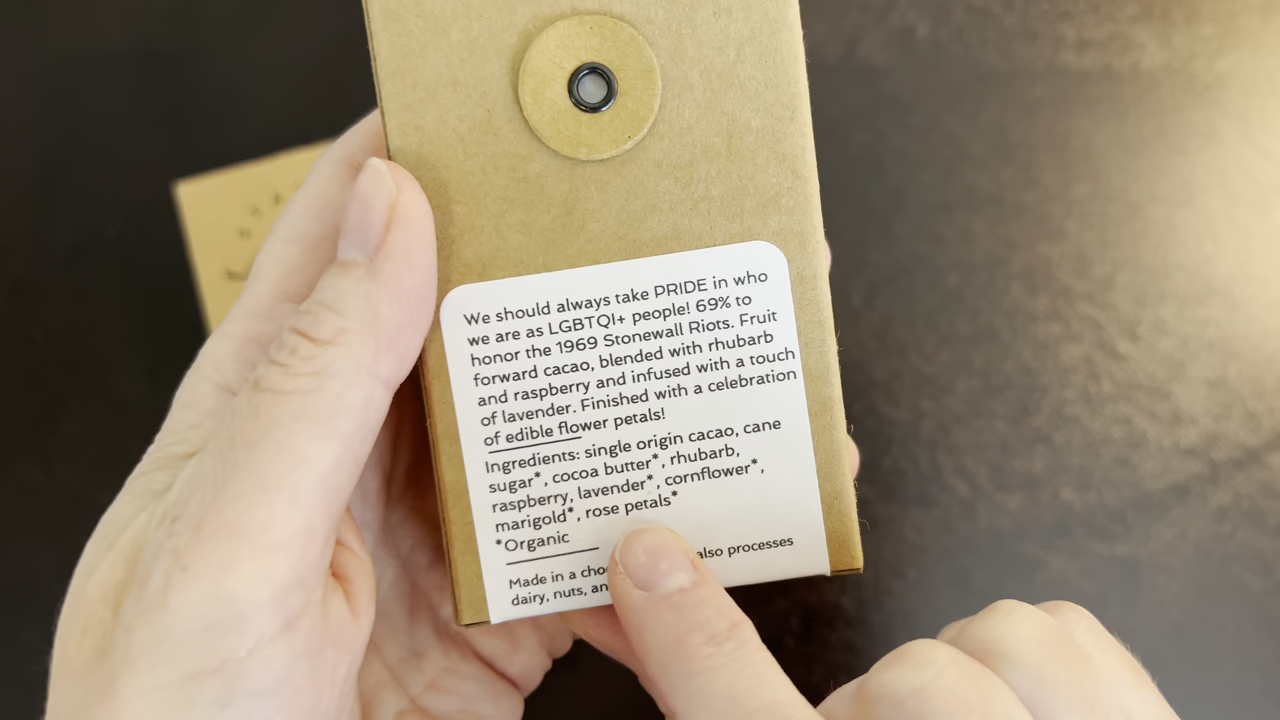 We should always take PRIDE in who
we are as LGBTQI+ people! 69% to
honor the 1969 Stonewall Riots. Fruit
forward cacao, blended with rhubarb
and raspberry and infused with a touch
of lavender. Finished with a celebration
of edible flower petals!
Ingredients: single origin cacao, cane
sugar*, cocoa butter*, rhubarb,
raspberry, lavender*, cornflower*,
marigold*, rose petals*
*Organic
Made in a also processes
dairy, nuts,